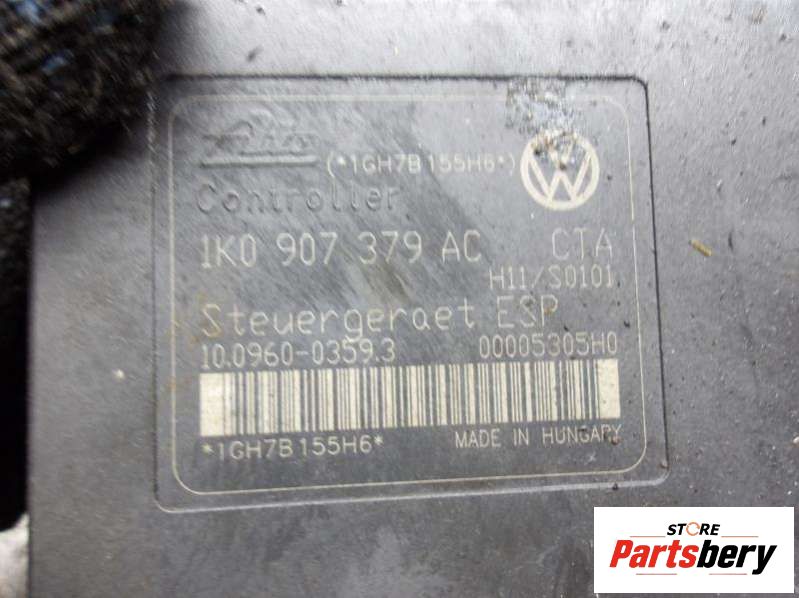 Ate
(*1GH7B155H6*)
Controller
1K0 907 379 AC CTA
H11/S0101
Steuergeraet ESP
10.0960-0359.3 00005305H0
*1GH7B155H6* MADE IN HUNGARY
STORE
Partsbery